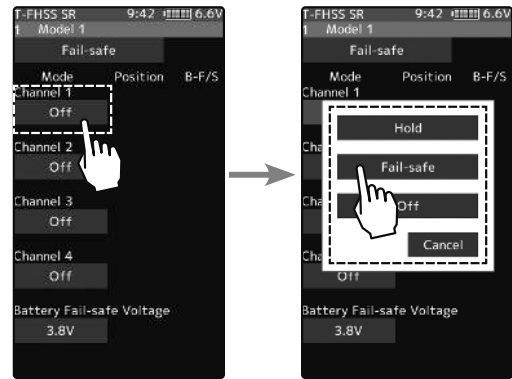 T-FHSS SR 9:42 6.6V
1 Model 1
Fail-safe
Mode Position B-F/S
Channel 1
Off
Channel 2
Off
Channel 3
Off
Channel 4
Off
Battery Fail-safe Voltage
3.8V
T-FHSS SR 9:42 6.6V
1 Model 1
Fail-safe
Mode Position B-F/S
Channel 1
Hold
Fail-safe
Off
Cancel
Off
Battery Fail-safe Voltage
3.8V